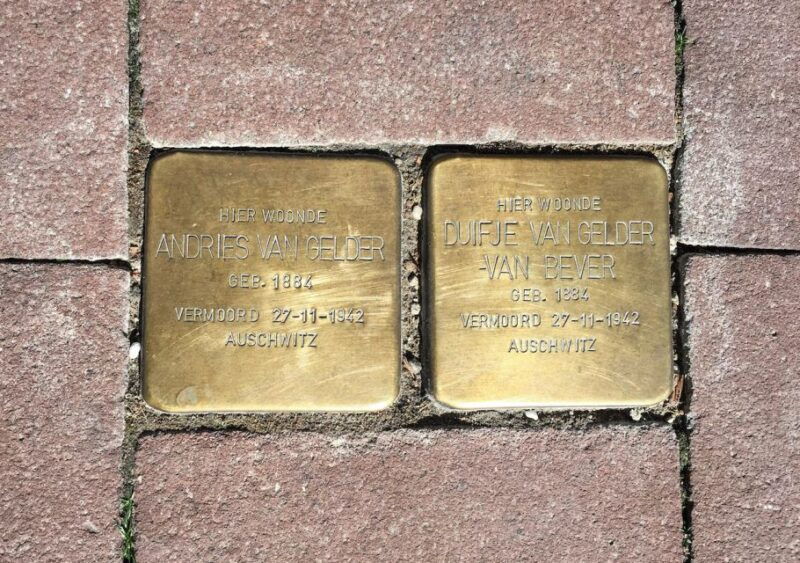 HIER WOONDE
ANDRIES VAN GELDER
GEB. 1884
VERMOORD 27-11-1942
AUSCHWITZ
HIER WOONDE
DUIFJE VAN GELDER
-VAN BEVER
GEB. 1884
VERMOORD 27-11-1942
AUSCHWITZ